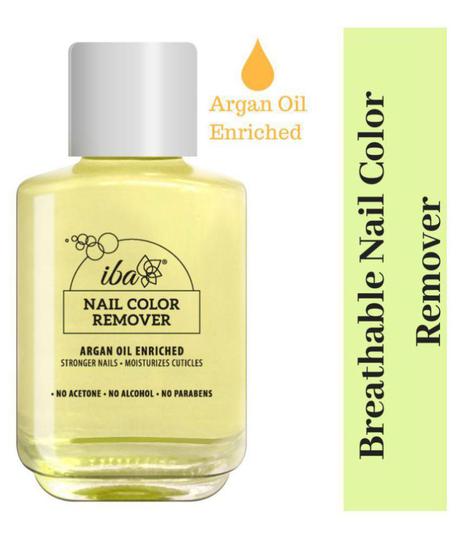 Argan Oil
Enriched
iba®
NAIL COLOR
REMOVER
ARGAN OIL ENRICHED
STRONGER NAILS • MOISTURIZES CUTICLES
• NO ACETONE • NO ALCOHOL • NO PARABENS
Breathable Nail Color
Remover